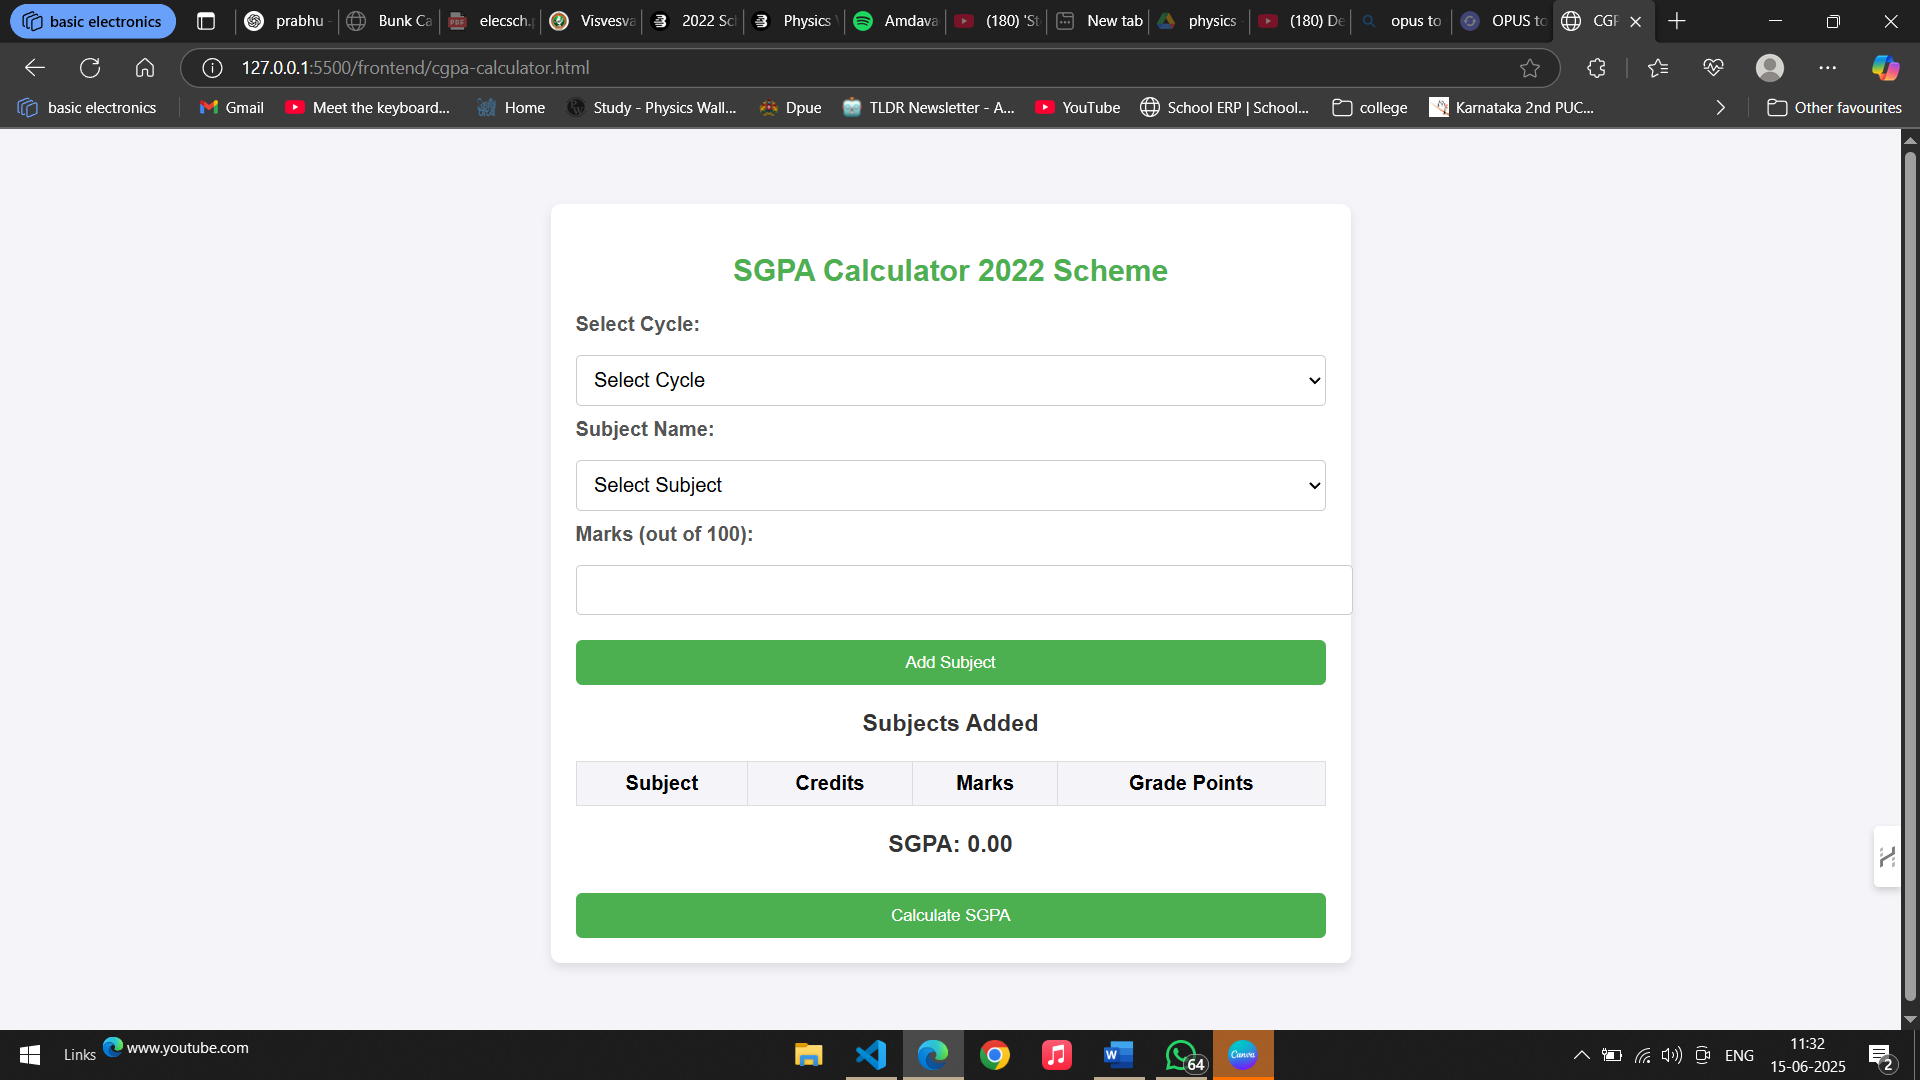 basic electronics
prabhu -
Bunk Ca
elecsch.p
Visvesva
2022 Sch
Physics V
Amdava
(180) 'St
New tab
physics -
(180) De
opus to
OPUS to
CGP
127.0.0.1:5500/frontend/cgpa-calculator.html
basic electronics
Gmail
Meet the keyboard...
Home
Study - Physics Wall...
Dpue
TLDR Newsletter - A...
YouTube
School ERP | School...
college
Karnataka 2nd PUC...
Other favourites
SGPA Calculator 2022 Scheme
Select Cycle:
Select Cycle
Subject Name:
Select Subject
Marks (out of 100):
Add Subject
Subjects Added
Subject Credits Marks Grade Points
SGPA: 0.00
Calculate SGPA
Links
www.youtube.com
64
Canva
ENG
11:32
15-06-2025
2